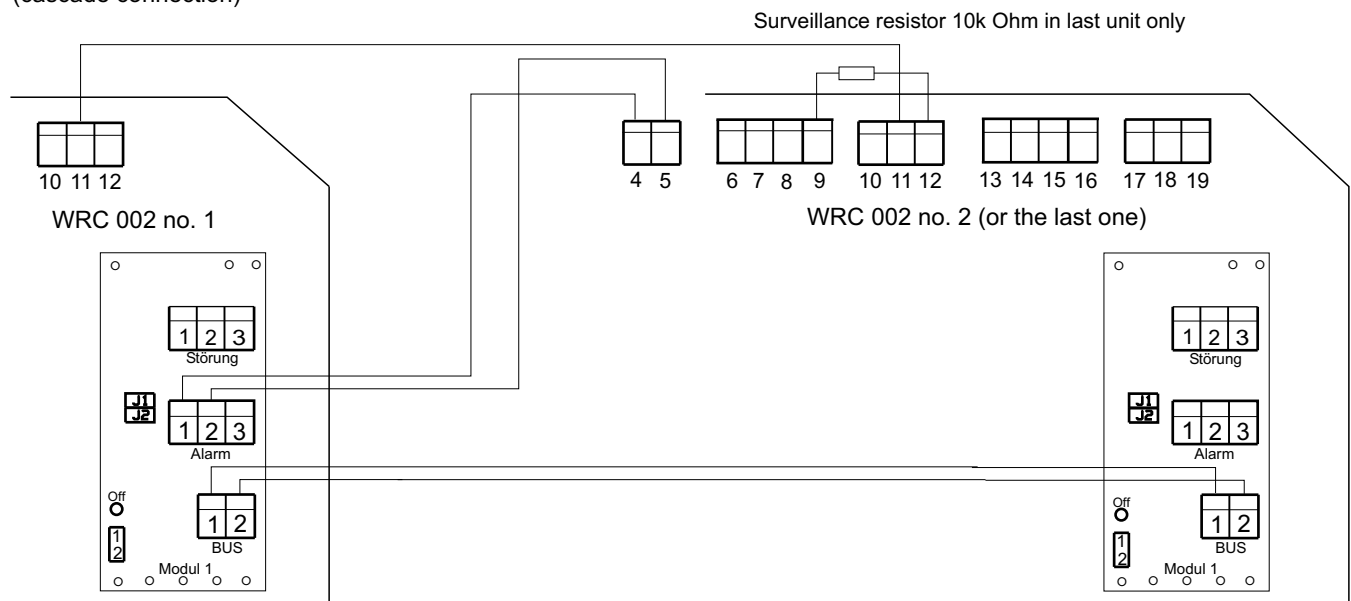 (cascade connection)
Surveillance resistor 10k Ohm in last unit only
10 11 12
4 5
6 7 8 9
10 11 12
13 14 15 16
17 18 19
WRC 002 no. 1
WRC 002 no. 2 (or the last one)
1 2 3
Störung
J1
J2
1 2 3
Alarm
Off
1 2
BUS
1
2
Modul 1
1 2 3
Störung
J1
J2
1 2 3
Alarm
Off
1 2
BUS
1
2
Modul 1